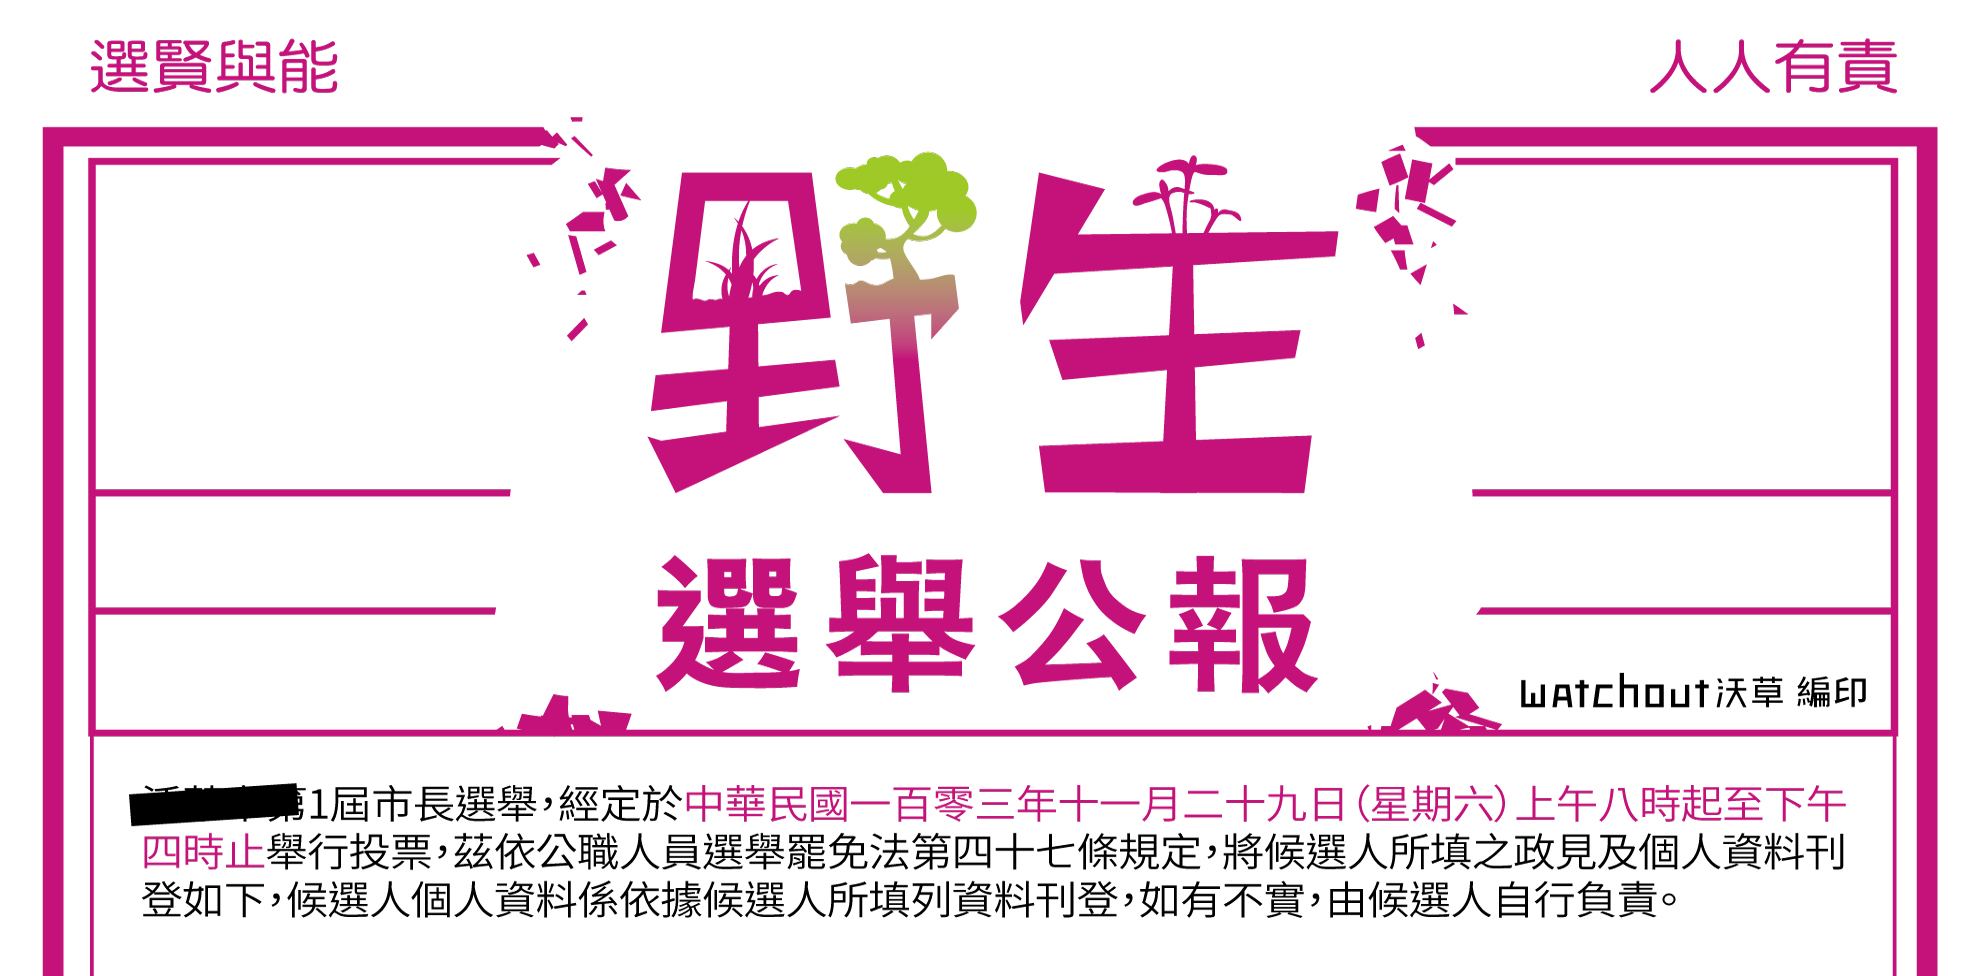 選賢與能
人人有責
野生
選舉公報
watchout沃草 編印
第1屆市長選舉，經定於中華民國一百零三年十一月二十九日（星期六）上午八時起至下午
四時止舉行投票，茲依公職人員選舉罷免法第四十七條規定，將候選人所填之政見及個人資料刊
登如下，候選人個人資料係依據候選人所填列資料刊登，如有不實，由候選人自行負責。